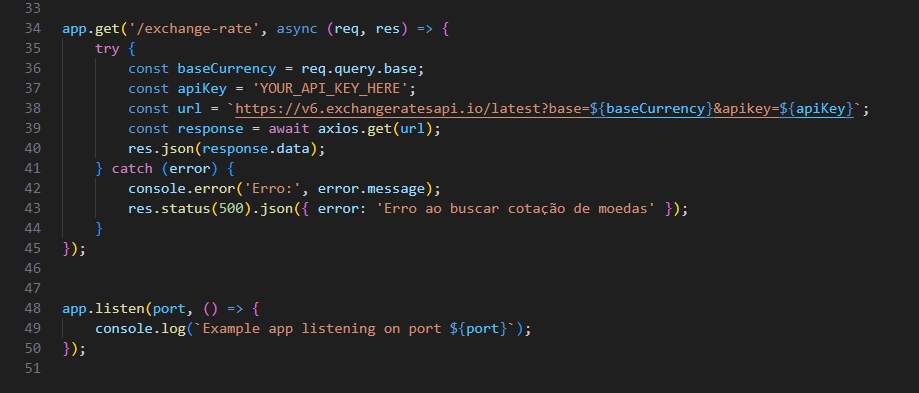 33
34 app.get('/exchange-rate', async (req, res) => {
35     try {
36         const baseCurrency = req.query.base;
37         const apiKey = 'YOUR_API_KEY_HERE';
38         const url = `https://v6.exchangeratesapi.io/latest?base=${baseCurrency}&apikey=${apiKey}`;
39         const response = await axios.get(url);
40         res.json(response.data);
41     } catch (error) {
42         console.error('Erro:', error.message);
43         res.status(500).json({ error: 'Erro ao buscar cotação de moedas' });
44     }
45 });
46
47
48 app.listen(port, () => {
49     console.log(`Example app listening on port ${port}`);
50 });
51